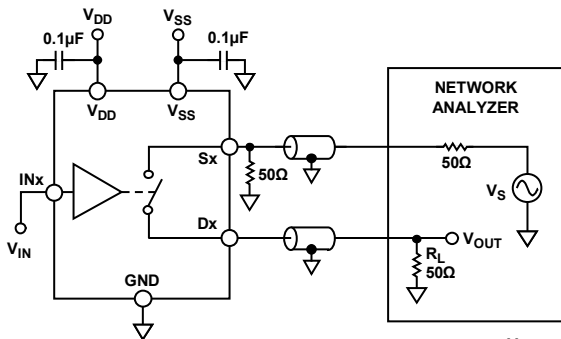 VDD
VSS
0.1µF
0.1µF
VDD
VSS
NETWORK
ANALYZER
Sx
50Ω
50Ω
INx
VS
Dx
VOUT
VIN
RL
50Ω
GND